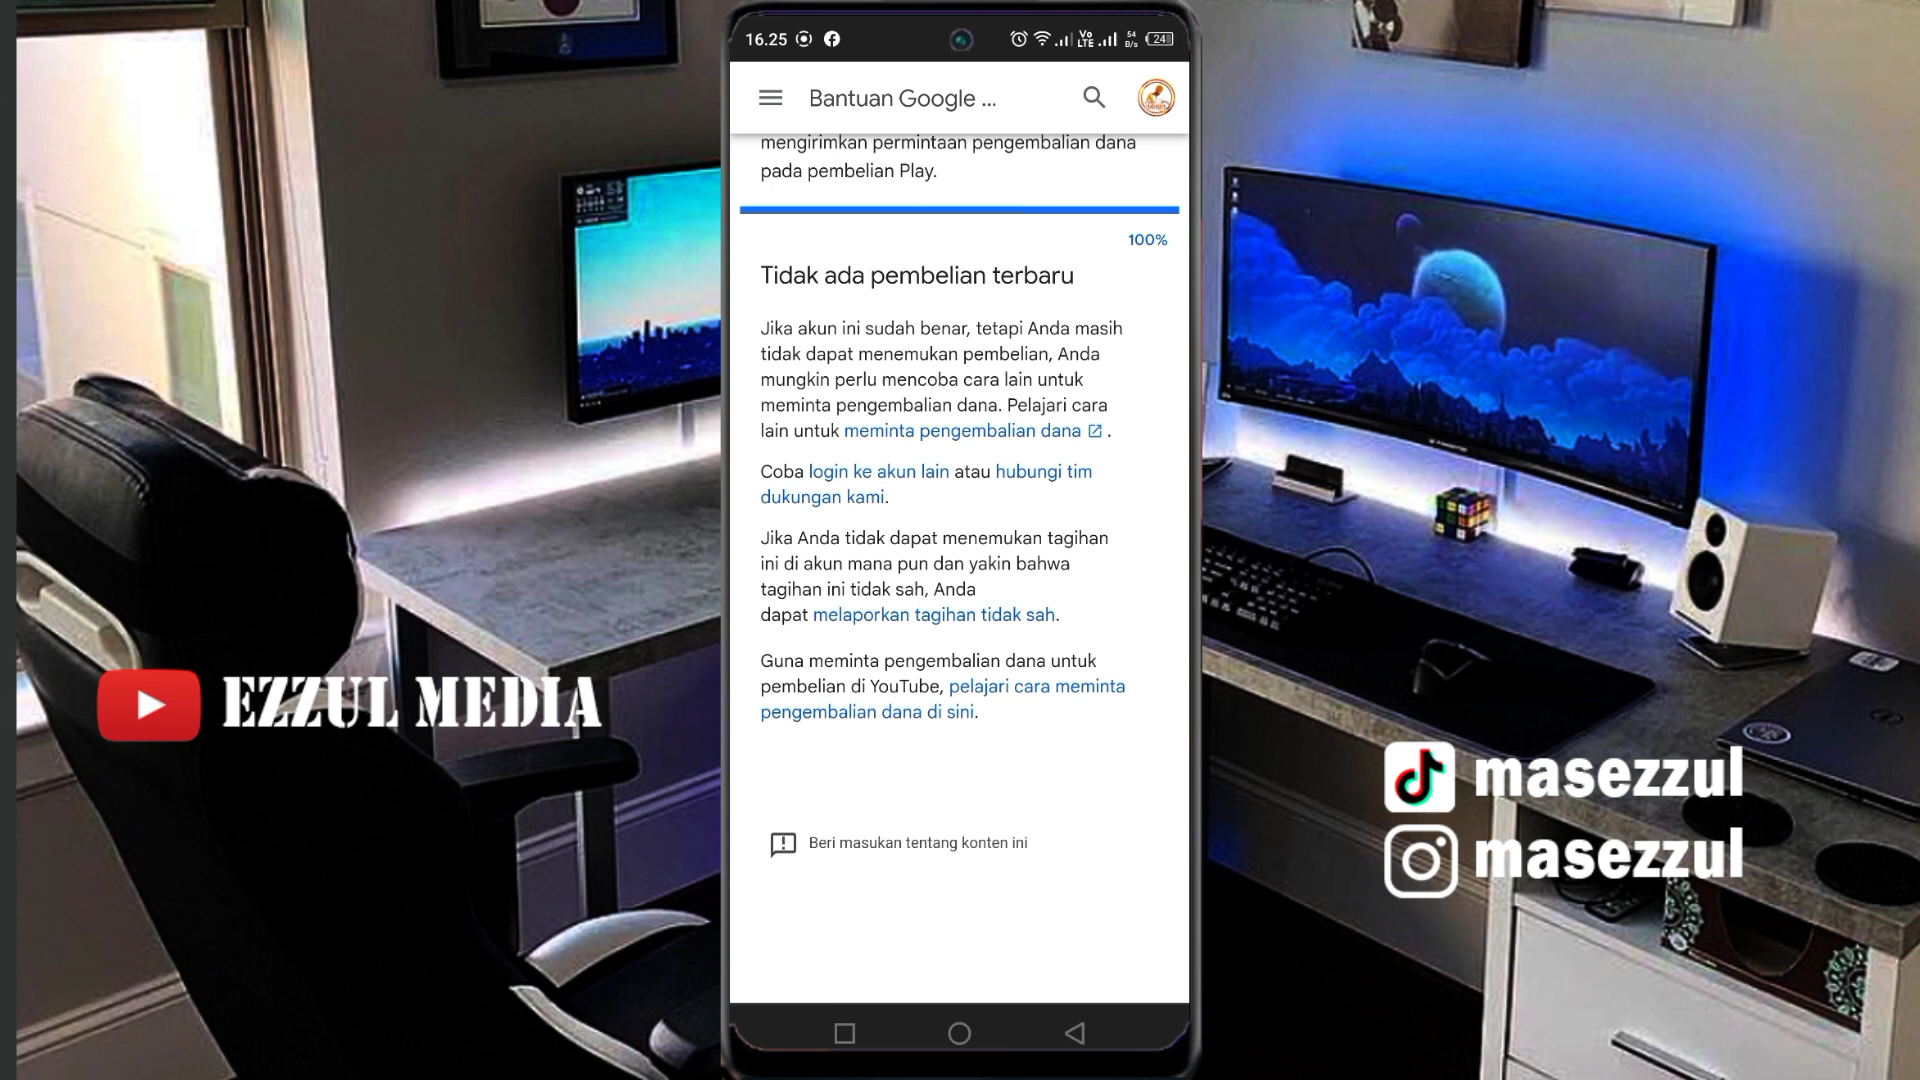 16.25
Vo
LTE
54
B/s
24
Bantuan Google ...
mengirimkan permintaan pengembalian dana
pada pembelian Play.
100%
Tidak ada pembelian terbaru
Jika akun ini sudah benar, tetapi Anda masih
tidak dapat menemukan pembelian, Anda
mungkin perlu mencoba cara lain untuk
meminta pengembalian dana. Pelajari cara
lain untuk meminta pengembalian dana .
Coba login ke akun lain atau hubungi tim
dukungan kami.
Jika Anda tidak dapat menemukan tagihan
ini di akun mana pun dan yakin bahwa
tagihan ini tidak sah, Anda
dapat melaporkan tagihan tidak sah.
Guna meminta pengembalian dana untuk
pembelian di YouTube, pelajari cara meminta
pengembalian dana di sini.
Beri masukan tentang konten ini
EZZUL MEDIA
masezzul
masezzul